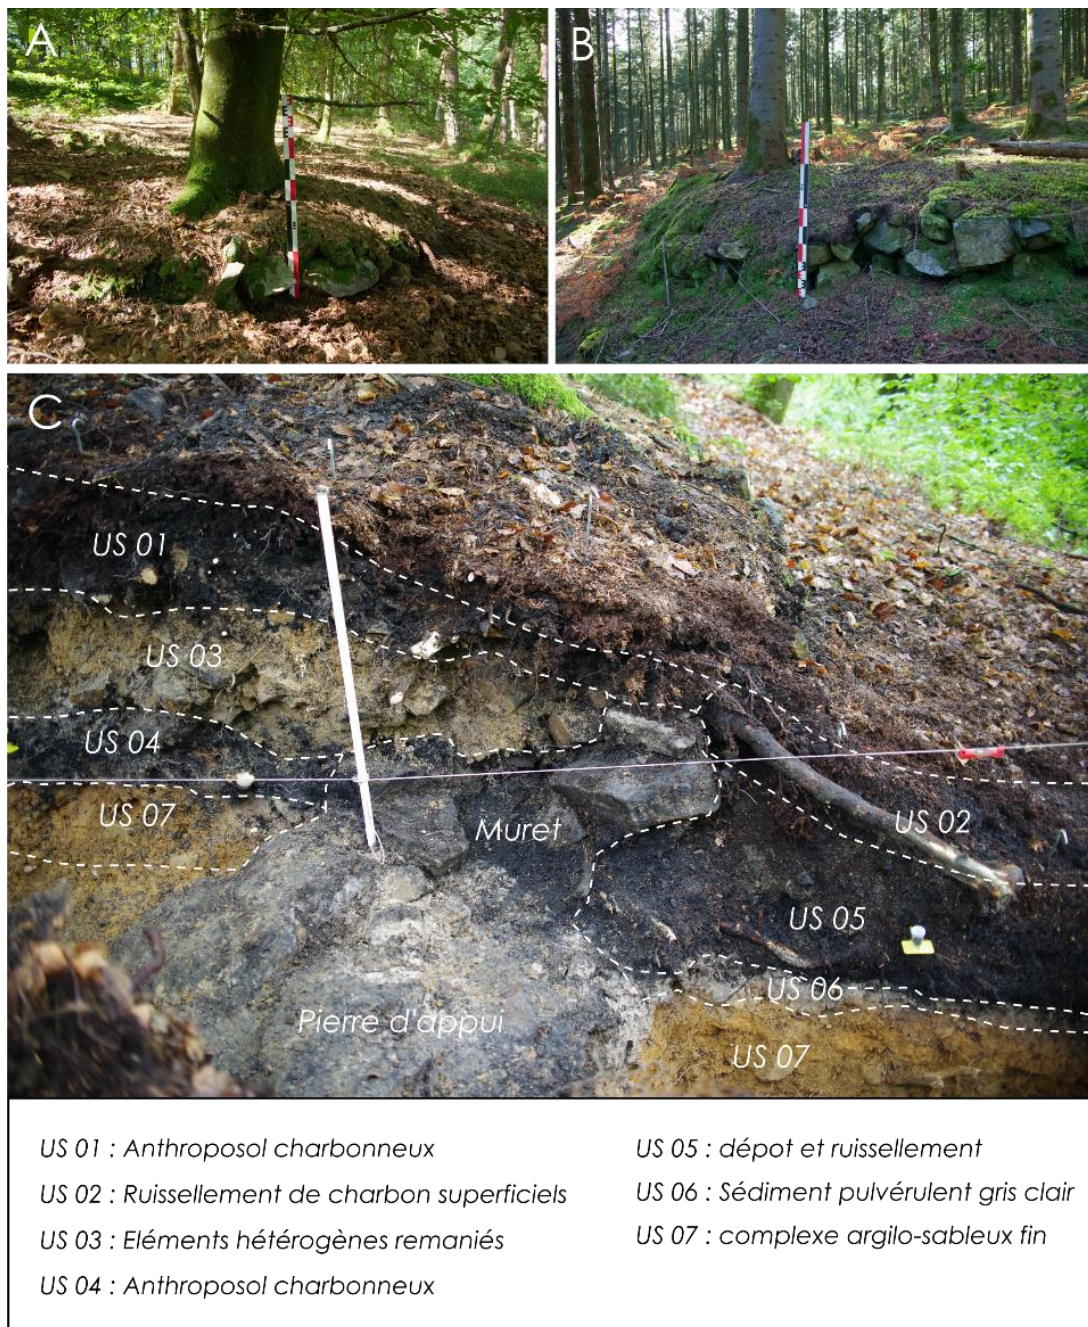 A
B
C
US 01
US 03
US 04
US 07
Muret
US 02
US 05
US 06
Pierre d'appui
US 07
US 01 : Anthroposol charbonneux
US 02 : Ruissellement de charbon superficiels
US 03 : Eléments hétérogènes remaniés
US 04 : Anthroposol charbonneux
US 05 : dépot et ruissellement
US 06 : Sédiment pulvérulent gris clair
US 07 : complexe argilo-sableux fin